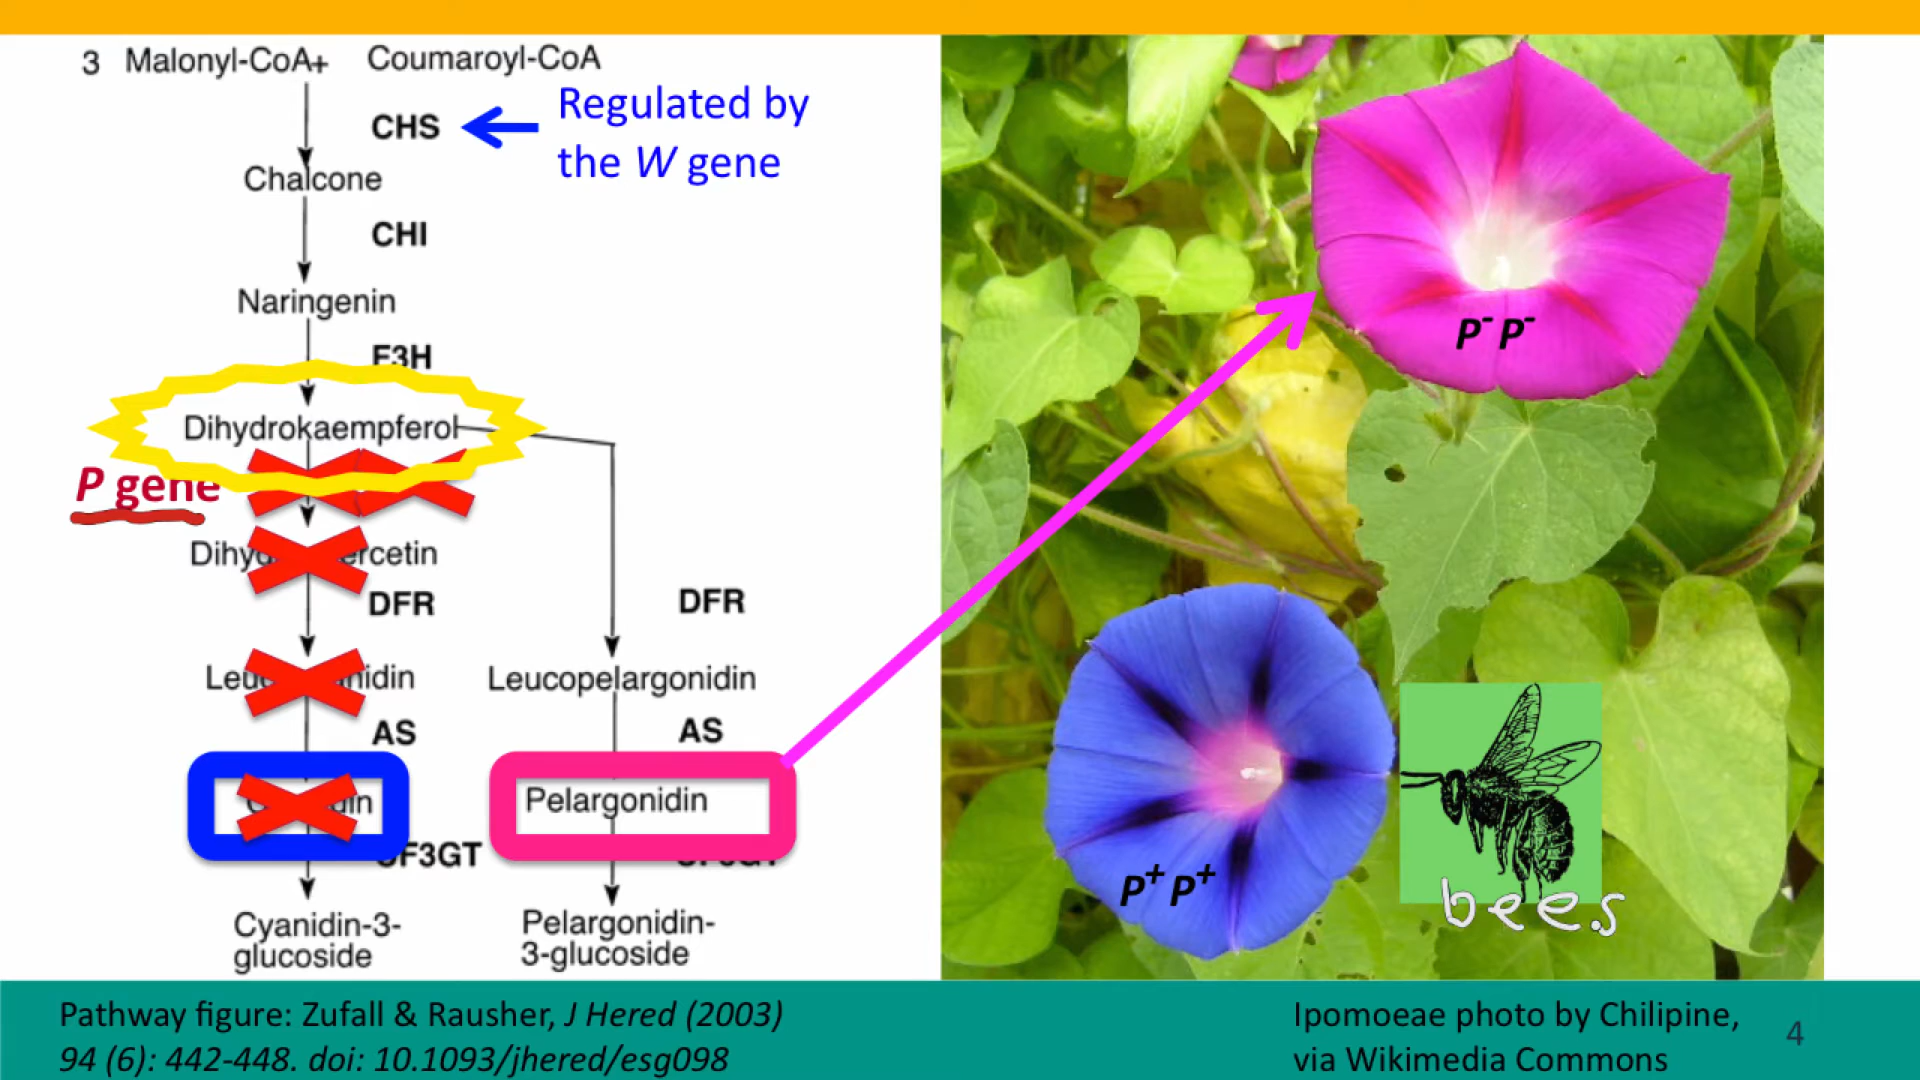 3 Malonyl-CoA+ Coumaroyl-CoA
CHS
Regulated by
the W gene
Chalcone
CHI
Naringenin
F3H
Dihydrokaempferol
P gene
DFR
DFR
Leucopelargonidin
AS
AS
Pelargonidin
Cyanidin-3-
glucoside
Pelargonidin-
3-glucoside
P⁻ P⁻
P⁺ P⁺
bees
Pathway figure: Zufall & Rausher, J Hered (2003)
94 (6): 442-448. doi: 10.1093/jhered/esg098
Ipomoeae photo by Chilipine,
via Wikimedia Commons
4